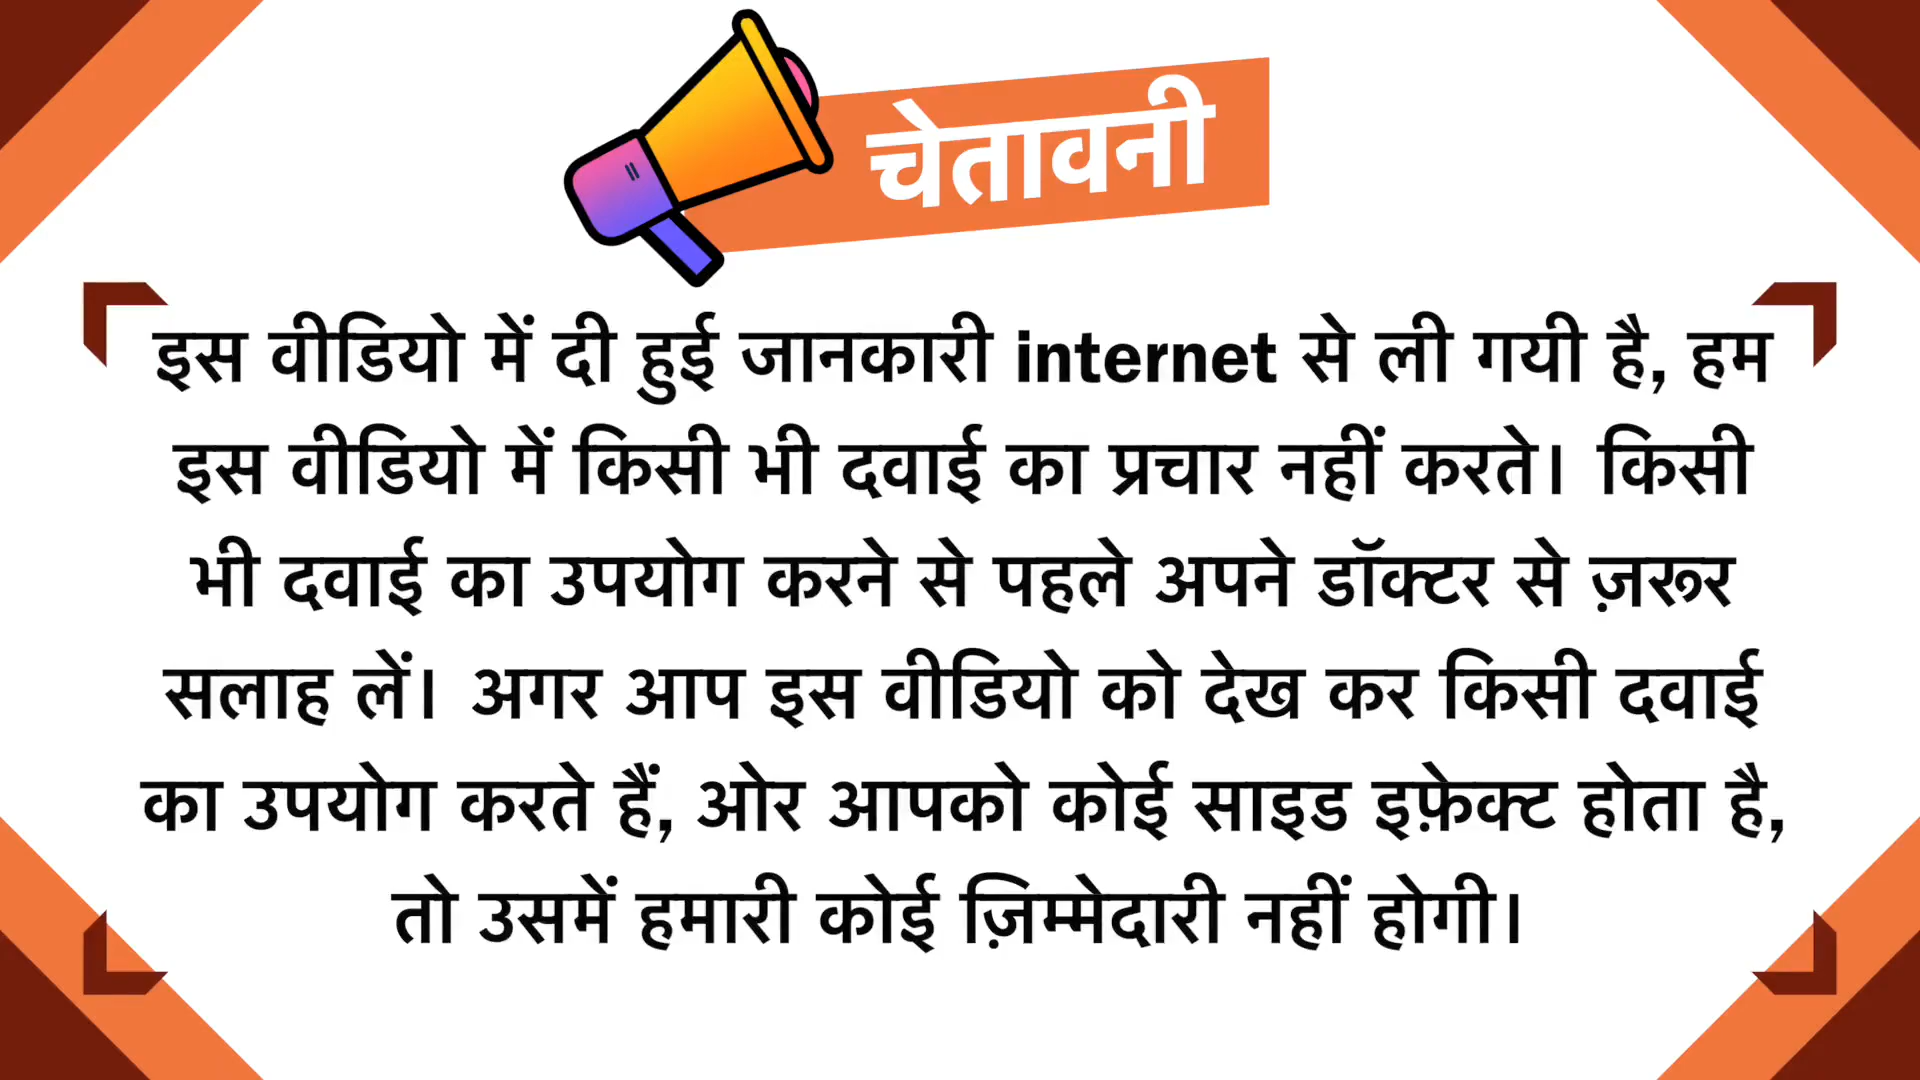 चेतावनी
इस वीडियो में दी हुई जानकारी internet से ली गयी है, हम
इस वीडियो में किसी भी दवाई का प्रचार नहीं करते। किसी
भी दवाई का उपयोग करने से पहले अपने डॉक्टर से ज़रूर
सलाह लें। अगर आप इस वीडियो को देख कर किसी दवाई
का उपयोग करते हैं, ओर आपको कोई साइड इफ़ेक्ट होता है,
तो उसमें हमारी कोई ज़िम्मेदारी नहीं होगी।